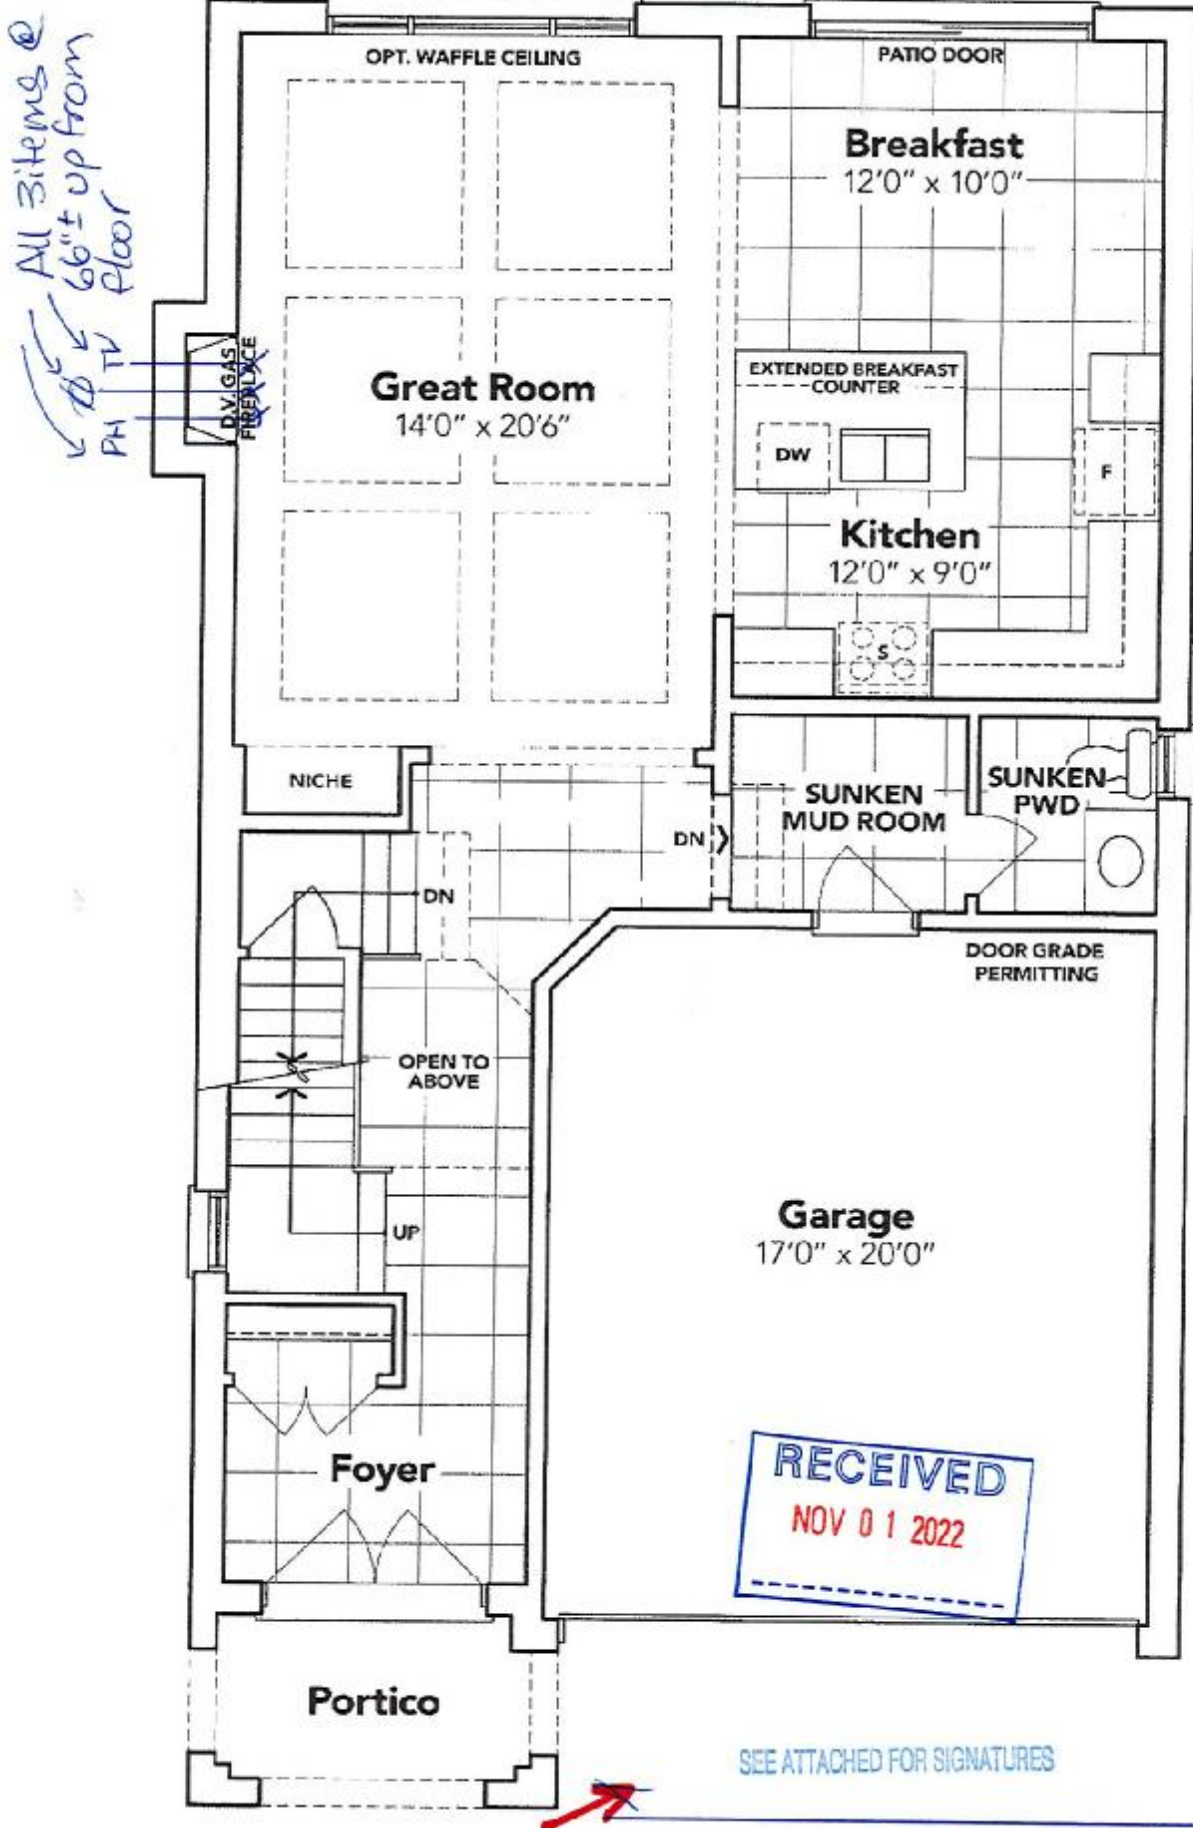 All 3 items @
66"± up from
floor
TV
PH
OPT. WAFFLE CEILING
PATIO DOOR
Breakfast
12'0" x 10'0"
D.V. GAS
FIREPLACE
Great Room
14'0" x 20'6"
EXTENDED BREAKFAST
COUNTER
DW
F
Kitchen
12'0" x 9'0"
S
NICHE
SUNKEN
MUD ROOM
SUNKEN
PWD
DN
DN
DOOR GRADE
PERMITTING
OPEN TO
ABOVE
UP
Garage
17'0" x 20'0"
Foyer
RECEIVED
NOV 01 2022
Portico
SEE ATTACHED FOR SIGNATURES